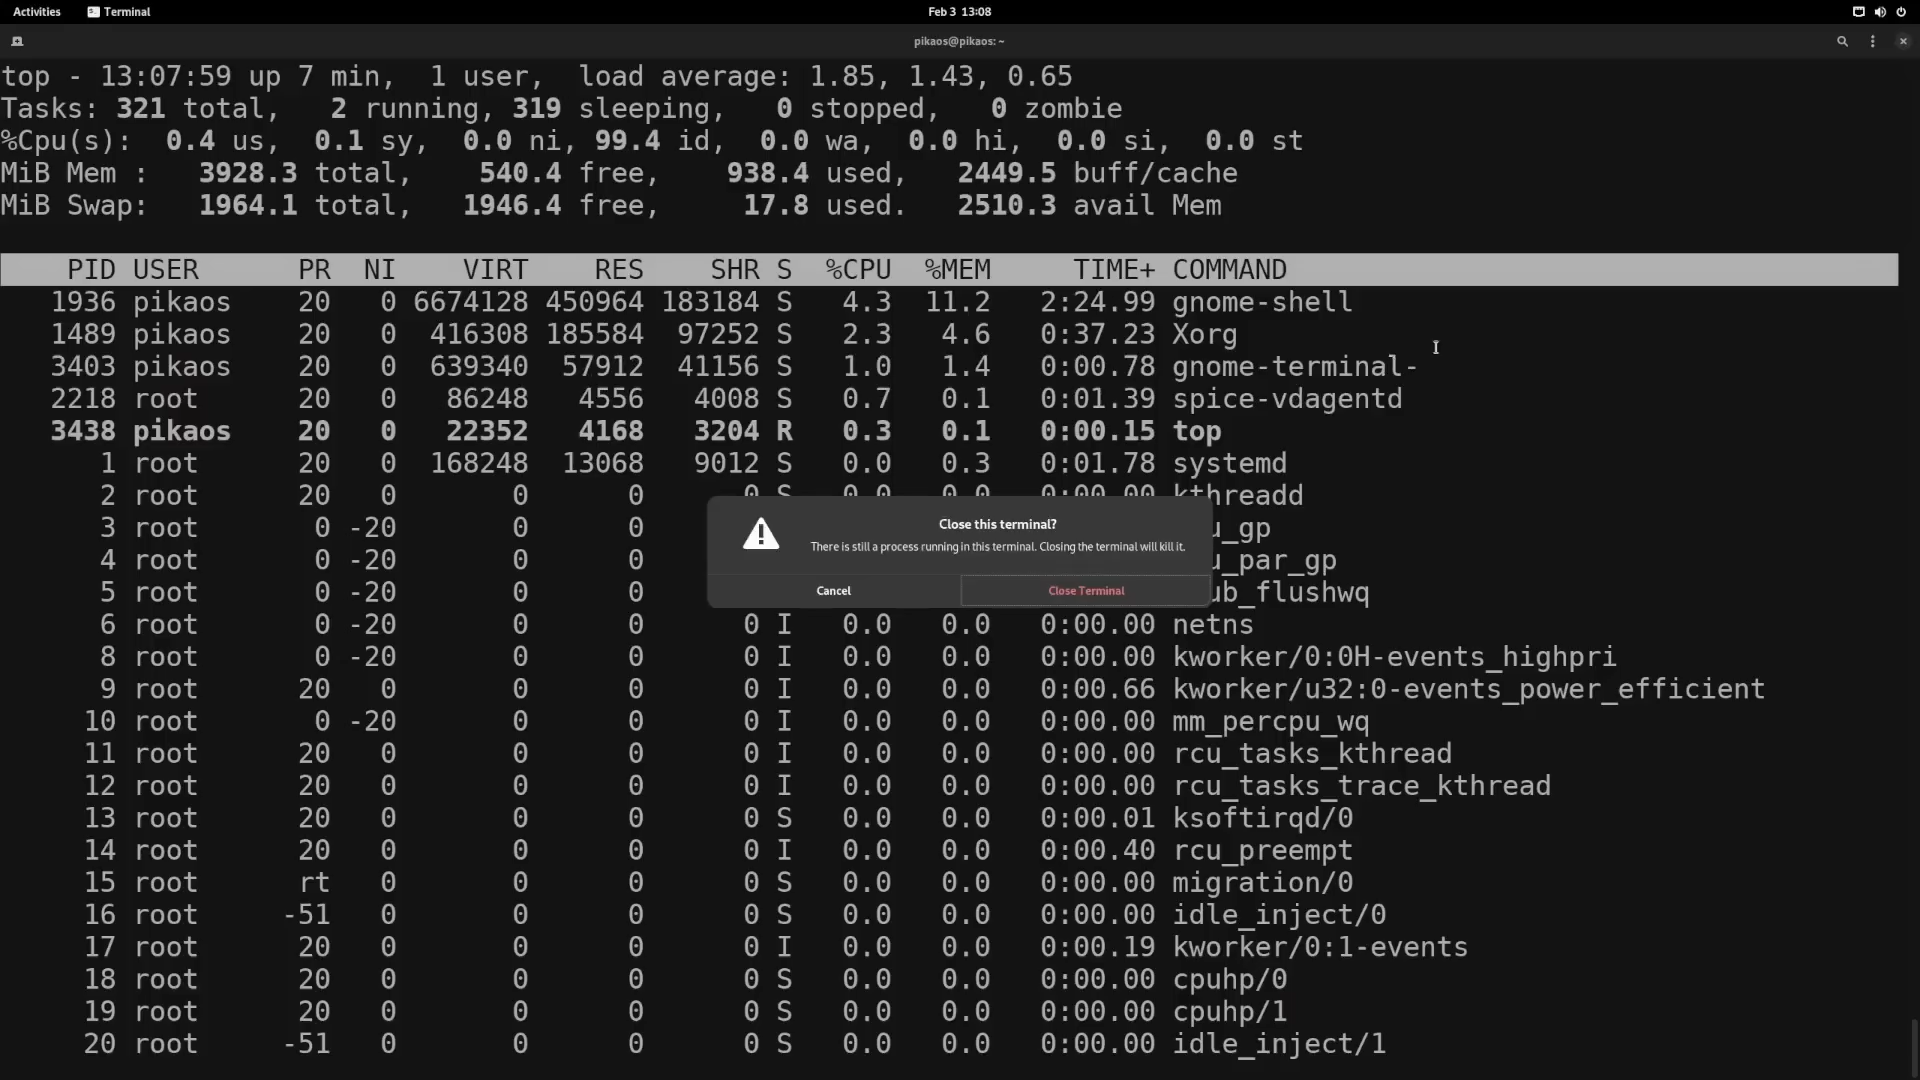 Activities Terminal Feb 3 13:08
pikaos@pikaos: ~
top - 13:07:59 up 7 min, 1 user, load average: 1.85, 1.43, 0.65
Tasks: 321 total, 2 running, 319 sleeping, 0 stopped, 0 zombie
%Cpu(s): 0.4 us, 0.1 sy, 0.0 ni, 99.4 id, 0.0 wa, 0.0 hi, 0.0 si, 0.0 st
MiB Mem : 3928.3 total, 540.4 free, 938.4 used, 2449.5 buff/cache
MiB Swap: 1964.1 total, 1946.4 free, 17.8 used. 2510.3 avail Mem
PID USER PR NI VIRT RES SHR S %CPU %MEM TIME+ COMMAND
1936 pikaos 20 0 6674128 450964 183184 S 4.3 11.2 2:24.99 gnome-shell
1489 pikaos 20 0 416308 185584 97252 S 2.3 4.6 0:37.23 Xorg
3403 pikaos 20 0 639340 57912 41156 S 1.0 1.4 0:00.78 gnome-terminal-
2218 root 20 0 86248 4556 4008 S 0.7 0.1 0:01.39 spice-vdagentd
3438 pikaos 20 0 22352 4168 3204 R 0.3 0.1 0:00.15 top
1 root 20 0 168248 13068 9012 S 0.0 0.3 0:01.78 systemd
2 root 20 0 0 0 0 S 0.0 0.0 0:00.00 kthreadd
3 root 0 -20 0 0 u_gp
4 root 0 -20 0 0 u_par_gp
5 root 0 -20 0 0 ub_flushwq
Close this terminal?
There is still a process running in this terminal. Closing the terminal will kill it.
Cancel Close Terminal
6 root 0 -20 0 0 0 I 0.0 0.0 0:00.00 netns
8 root 0 -20 0 0 0 I 0.0 0.0 0:00.00 kworker/0:0H-events_highpri
9 root 20 0 0 0 0 I 0.0 0.0 0:00.66 kworker/u32:0-events_power_efficient
10 root 0 -20 0 0 0 I 0.0 0.0 0:00.00 mm_percpu_wq
11 root 20 0 0 0 0 I 0.0 0.0 0:00.00 rcu_tasks_kthread
12 root 20 0 0 0 0 I 0.0 0.0 0:00.00 rcu_tasks_trace_kthread
13 root 20 0 0 0 0 S 0.0 0.0 0:00.01 ksoftirqd/0
14 root 20 0 0 0 0 I 0.0 0.0 0:00.40 rcu_preempt
15 root rt 0 0 0 0 S 0.0 0.0 0:00.00 migration/0
16 root -51 0 0 0 0 S 0.0 0.0 0:00.00 idle_inject/0
17 root 20 0 0 0 0 I 0.0 0.0 0:00.19 kworker/0:1-events
18 root 20 0 0 0 0 S 0.0 0.0 0:00.00 cpuhp/0
19 root 20 0 0 0 0 S 0.0 0.0 0:00.00 cpuhp/1
20 root -51 0 0 0 0 S 0.0 0.0 0:00.00 idle_inject/1